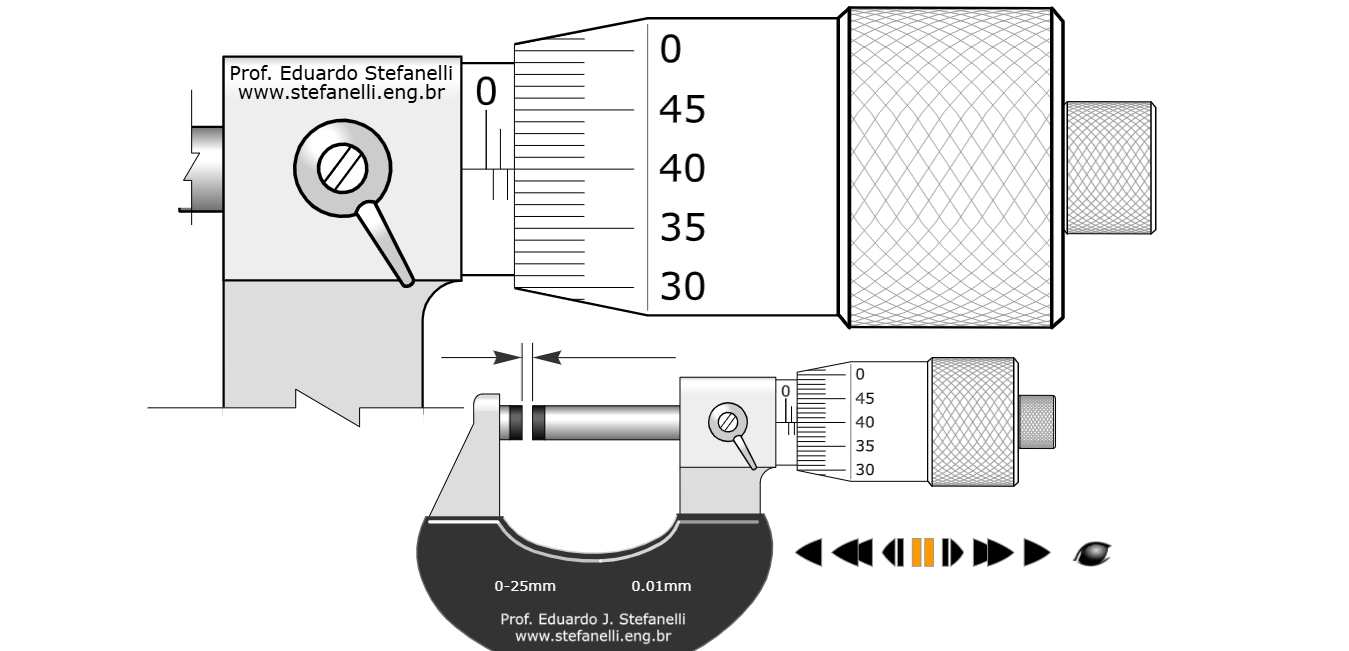 Prof. Eduardo Stefanelli
www.stefanelli.eng.br
0
0
45
40
35
30
0
0
45
40
35
30
0-25mm 0.01mm
Prof. Eduardo J. Stefanelli
www.stefanelli.eng.br